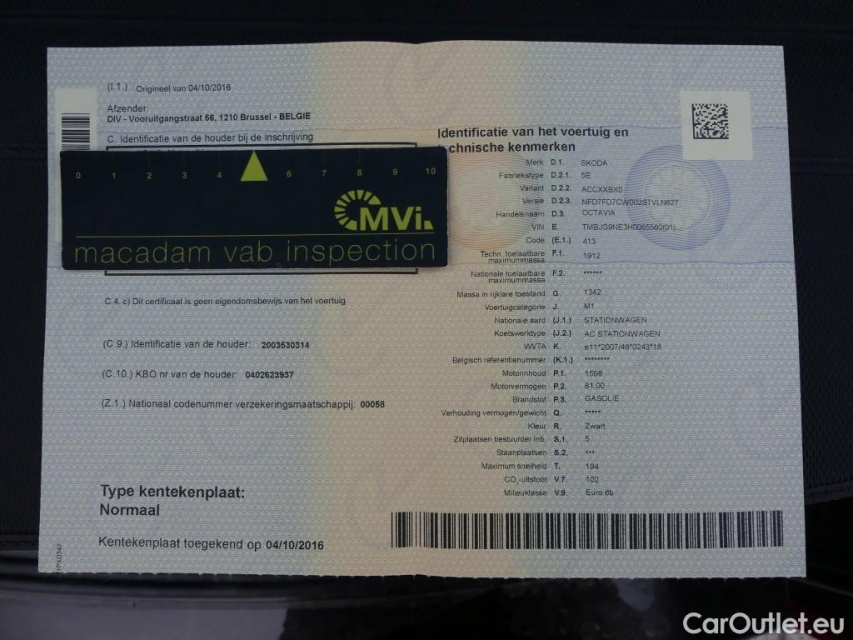 (I.1.) Origineel van 04/10/2016
Afzender:
DIV - Vooruitgangstraat 56, 1210 Brussel - BELGIE
C. Identificatie van de houder bij de inschrijving
0 1 2 3 4 6 7 8 9 10
MVi.
macadam vab inspection
C.4. c) Dit certificaat is geen eigendomsbewijs van het voertuig
(C.9.) Identificatie van de houder: 2003530314
(C.10.) KBO nr van de houder: 0402623937
(Z.1.) Nationaal codenummer verzekeringsmaatschappij: 00058
Type kentekenplaat:
Normaal
Kentekenplaat toegekend op 04/10/2016
Identificatie van het voertuig en
chnische kenmerken
Merk D.1. SKODA
Fabriekstype D.2.1. 5E
Variant D.2.2. ACCXXBX0
Versie D.2.3.
Handelsnaam D.3. OCTAVIA
VIN E.
Code (E.1.) 413
Techn. toelaatbare maximummassa F.1. 1912
Nationale toelaatbare maximummassa F.2. ******
Massa in rijklare toestand G. 1342
Voertuigcategorie J. M1
Nationale aard (J.1.) STATIONWAGEN
Koetswerktype (J.2.) AC STATIONWAGEN
WVTA K. e11*2007/46*0243*18
Belgisch referentienummer (K.1.) ********
Motorinhoud P.1. 1598
Motorvermogen P.2. 81.00
Brandstof P.3. GASOLIE
Verhouding vermogen/gewicht Q. *****
Kleur R. Zwart
Zitplaatsen bestuurder inb. S.1. 5
Staanplaatsen S.2. ***
Maximum snelheid T. 194
CO₂-uitstoot V.7. 102
Milieuklasse V.9. Euro 6b
CarOutlet.eu